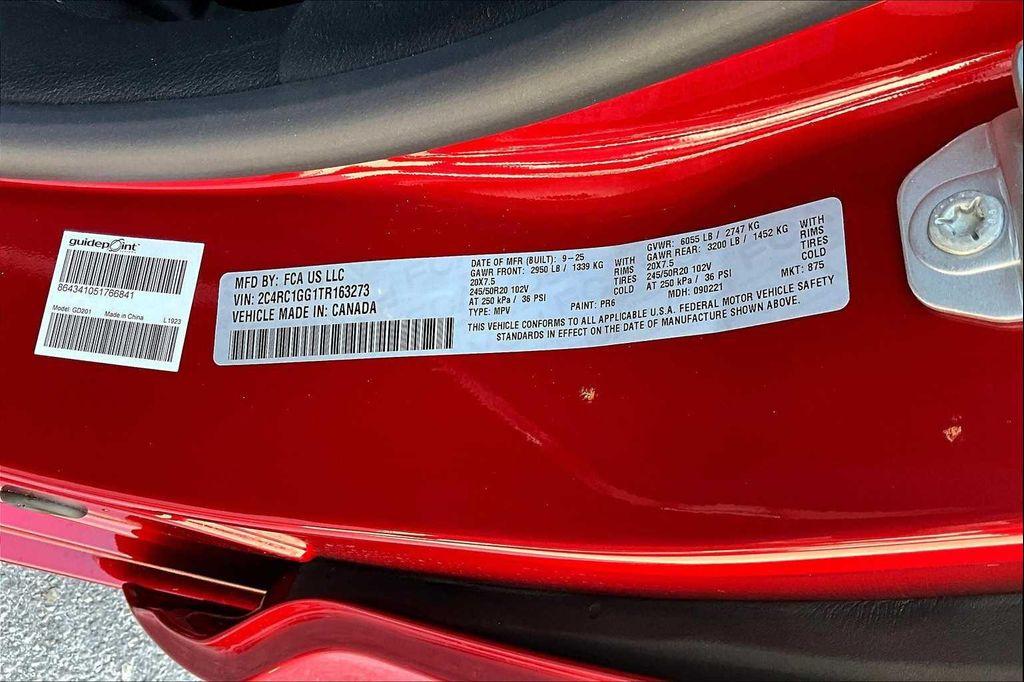 guidepoint
864341051766841
Model GD201 Made in China L1923
MFD BY: FCA US LLC
VIN: 2C4RC1GG1TR163273
VEHICLE MADE IN: CANADA
DATE OF MFR (BUILT): 9-25 GVWR: 6055 LB / 2747 KG
GAWR FRONT: 2950 LB / 1339 KG WITH GAWR REAR: 3200 LB / 1452 KG WITH
20X7.5 RIMS 20X7.5 RIMS
245/50R20 102V TIRES 245/50R20 102V TIRES
AT 250 kPa / 36 PSI COLD AT 250 kPa / 36 PSI COLD
TYPE: MPV PAINT: PR6 MDH: 090221 MKT: 875
THIS VEHICLE CONFORMS TO ALL APPLICABLE U.S.A. FEDERAL MOTOR VEHICLE SAFETY
STANDARDS IN EFFECT ON THE DATE OF MANUFACTURE SHOWN ABOVE.